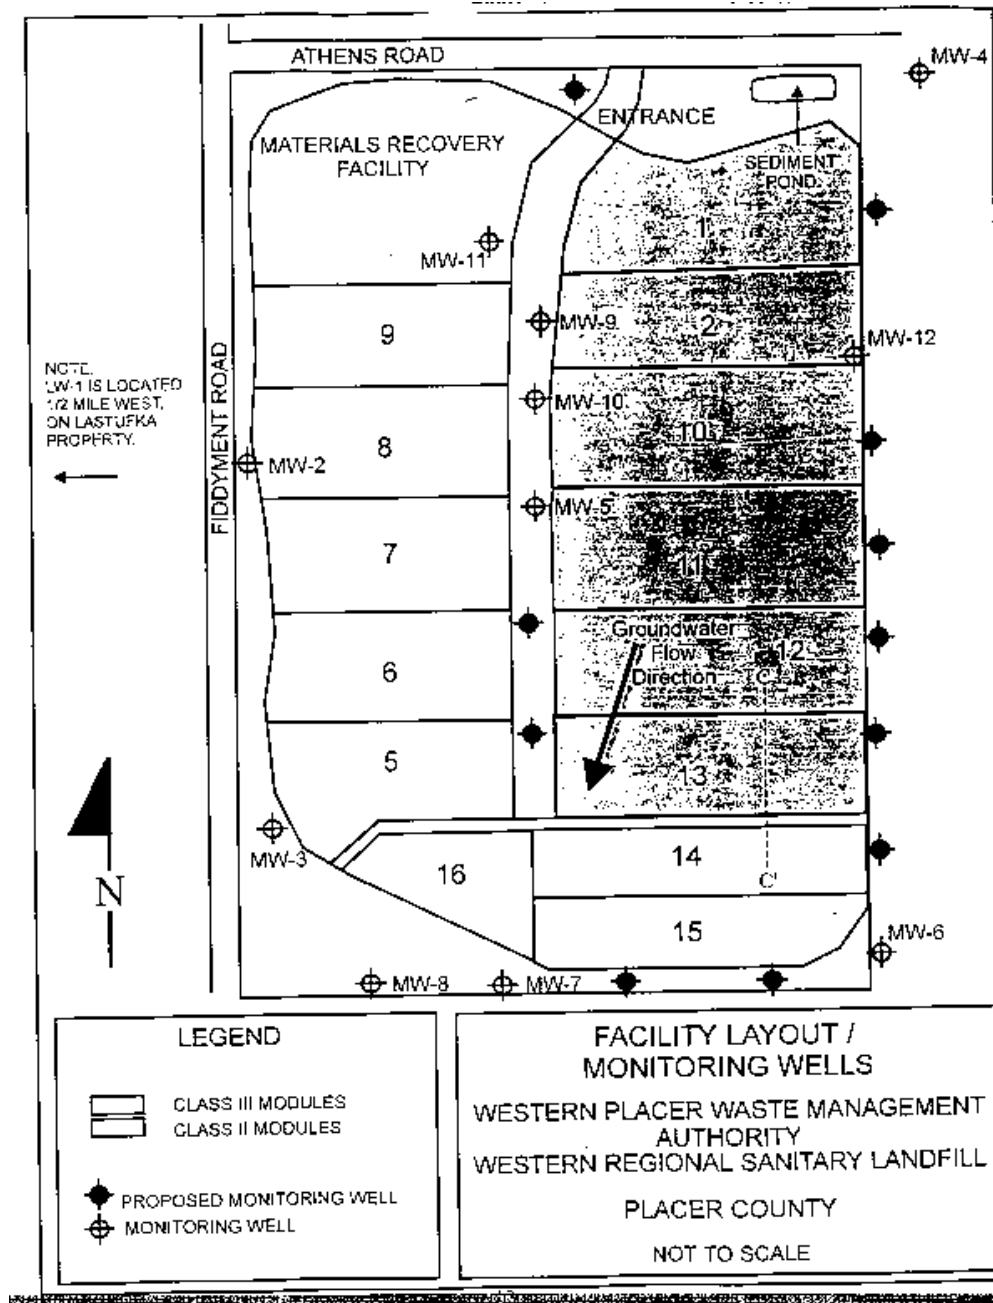 ATHENS ROAD
MW-4
ENTRANCE
MATERIALS RECOVERY
FACILITY
SEDIMENT
POND
1
MW-11
MW-9
2
MW-12
9
NOTE.
LW-1 IS LOCATED
1/2 MILE WEST,
ON LASTUFKA
PROPERTY.
FIDDYMENT ROAD
MW-10
10
8
MW-2
MW-5
7
11
Groundwater
Flow
Direction
12
C
6
5
13
MW-3
14
16
C'
15
MW-6
N
MW-8
MW-7
LEGEND
CLASS III MODULES
CLASS II MODULES
PROPOSED MONITORING WELL
MONITORING WELL
FACILITY LAYOUT /
MONITORING WELLS
WESTERN PLACER WASTE MANAGEMENT
AUTHORITY
WESTERN REGIONAL SANITARY LANDFILL
PLACER COUNTY
NOT TO SCALE